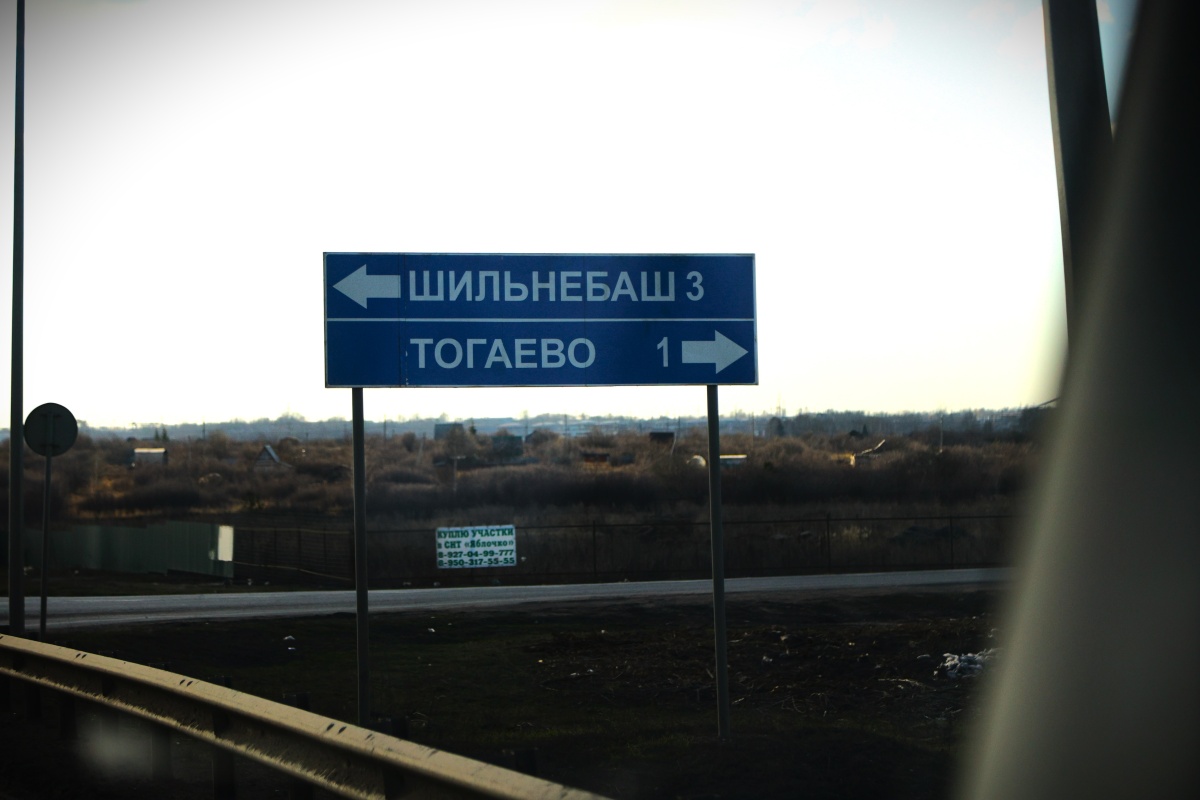 ШИЛЬНЕБАШ 3
ТОГАЕВО 1
КУПЛЮ УЧАСТКИ
в СНТ «Яблочко»
8-927-04-99-777
8-950-317-55-55